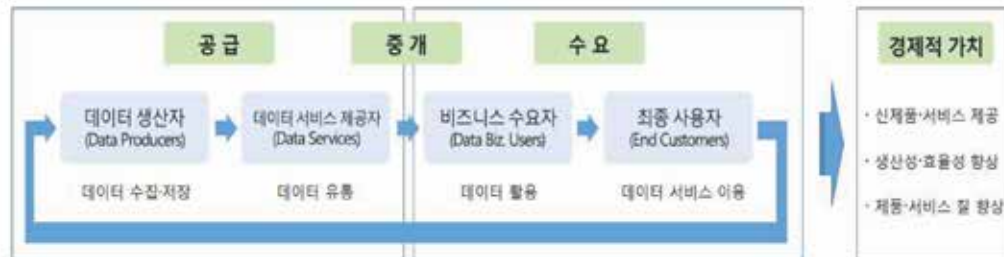 공급
중개
수요
경제적 가치
데이터 생산자
(Data Producers)
데이터 서비스 제공자
(Data Services)
비즈니스 수요자
(Data Biz. Users)
최종 사용자
(End Customers)
데이터 수집·저장
데이터 유통
데이터 활용
데이터 서비스 이용
· 신제품·서비스 제공
· 생산성·효율성 향상
· 제품·서비스 질 향상